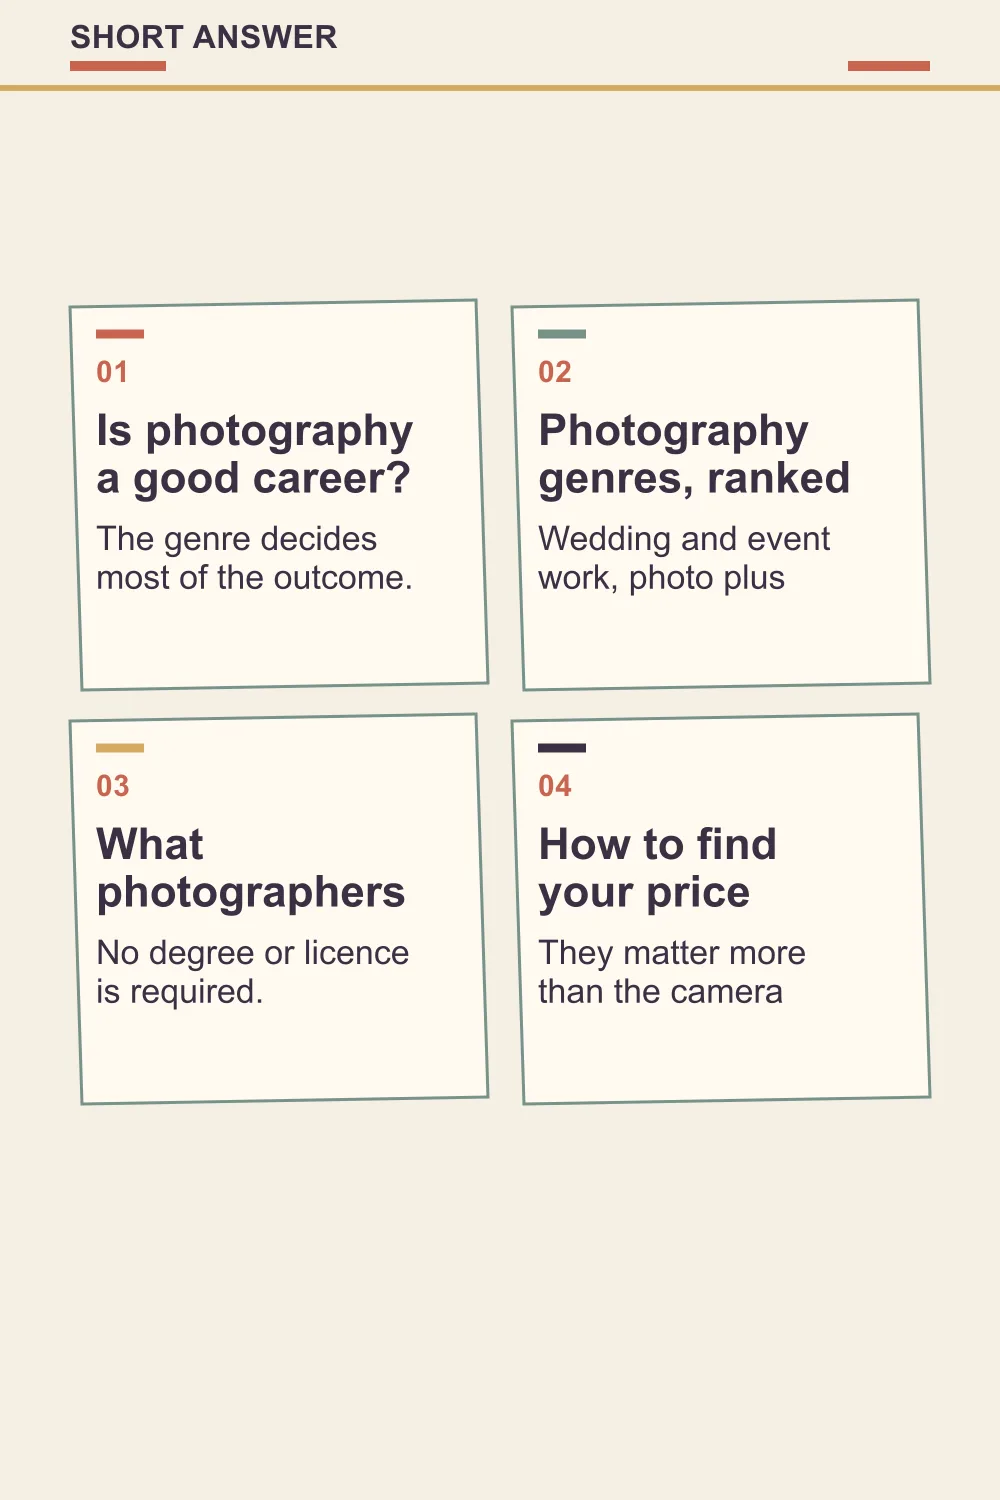 SHORT ANSWER
01
Is photography
a good career?
The genre decides
most of the outcome.
02
Photography
genres, ranked
Wedding and event
work, photo plus
03
What
photographers
No degree or licence
is required.
04
How to find
your price
They matter more
than the camera